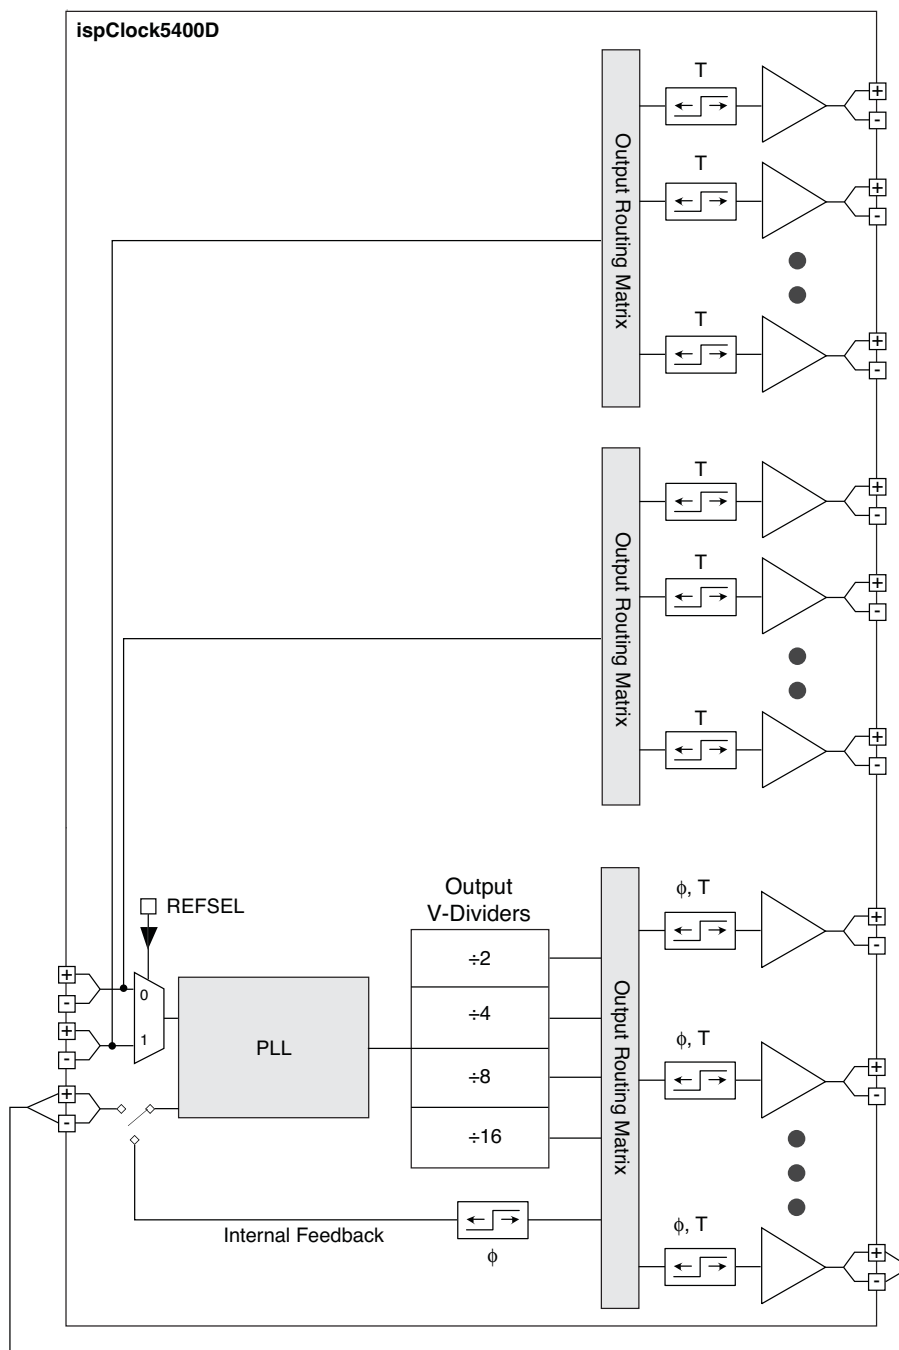 ispClock5400D
T
+
-
T
+
-
Output Routing Matrix
T
+
-
T
+
-
T
+
-
Output Routing Matrix
T
+
-
REFSEL
Output
V-Dividers
ϕ, T
+
-
÷2
+
-
0
÷4
Output Routing Matrix
+
-
1
PLL
ϕ, T
+
-
÷8
+
-
÷16
Internal Feedback
ϕ
ϕ, T
+
-